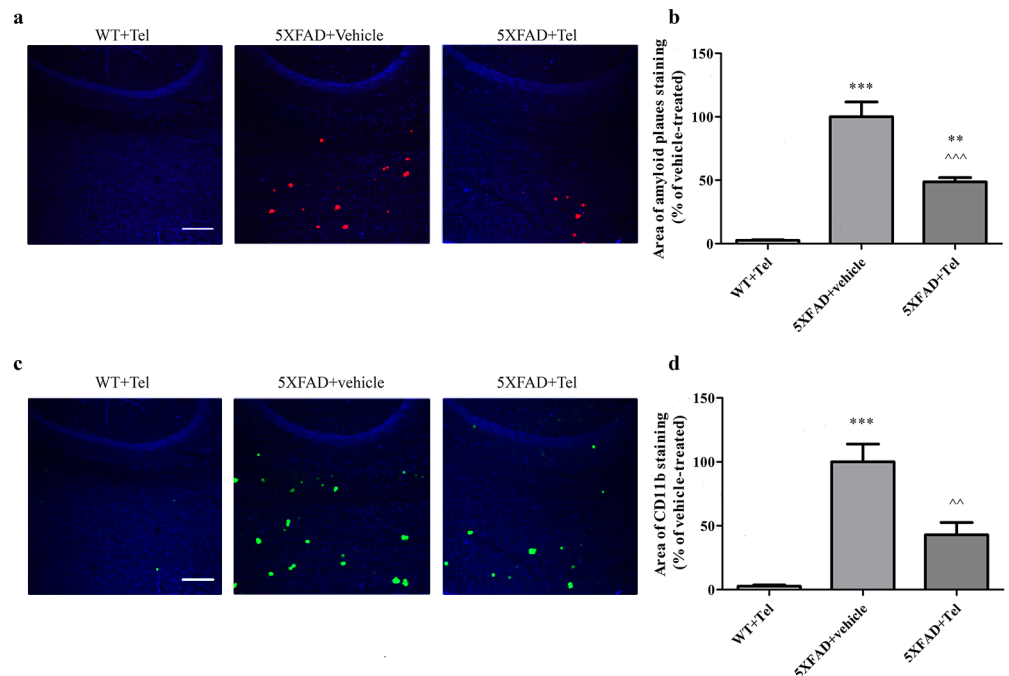 a
WT+Tel
5XFAD+Vehicle
5XFAD+Tel
b
Area of amyloid plaues staining
(% of vehicle-treated)
150
100
50
0
***
**
^^^
WT+Tel
5XFAD+vehicle
5XFAD+Tel
c
WT+Tel
5XFAD+vehicle
5XFAD+Tel
d
Area of CD11b staining
(% of vehicle-treated)
150
100
50
0
***
^^
WT+Tel
5XFAD+vehicle
5XFAD+Tel